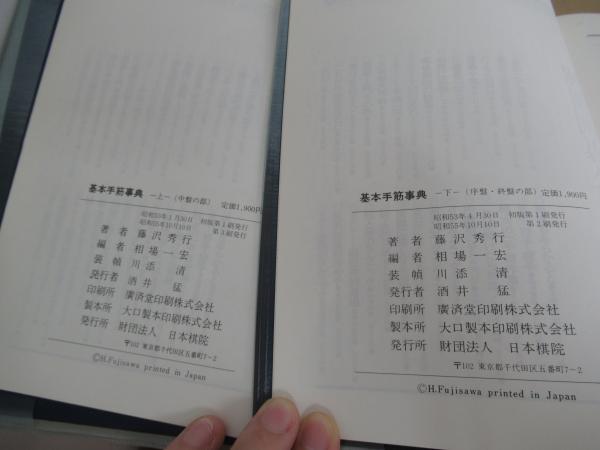 基本手筋事典 ―上―（中盤の部） 定価1,900円
昭和53年1月30日 初版第1刷発行
昭和55年10月10日 第3刷発行
著者 藤沢秀行
編者 相場一宏
装幀 川添 清
発行者 酒井 猛
印刷所 廣済堂印刷株式会社
製本所 大口製本印刷株式会社
発行所 財団法人 日本棋院
〒102 東京都千代田区五番町7-2
©H.Fujisawa printed in Japan
基本手筋事典 ―下―（序盤・終盤の部） 定価1,900円
昭和53年4月30日 初版第1刷発行
昭和55年10月10日 第2刷発行
著者 藤沢秀行
編者 相場一宏
装幀 川添 清
発行者 酒井 猛
印刷所 廣済堂印刷株式会社
製本所 大口製本印刷株式会社
発行所 財団法人 日本棋院
〒102 東京都千代田区五番町7-2
©H.Fujisawa printed in Japan